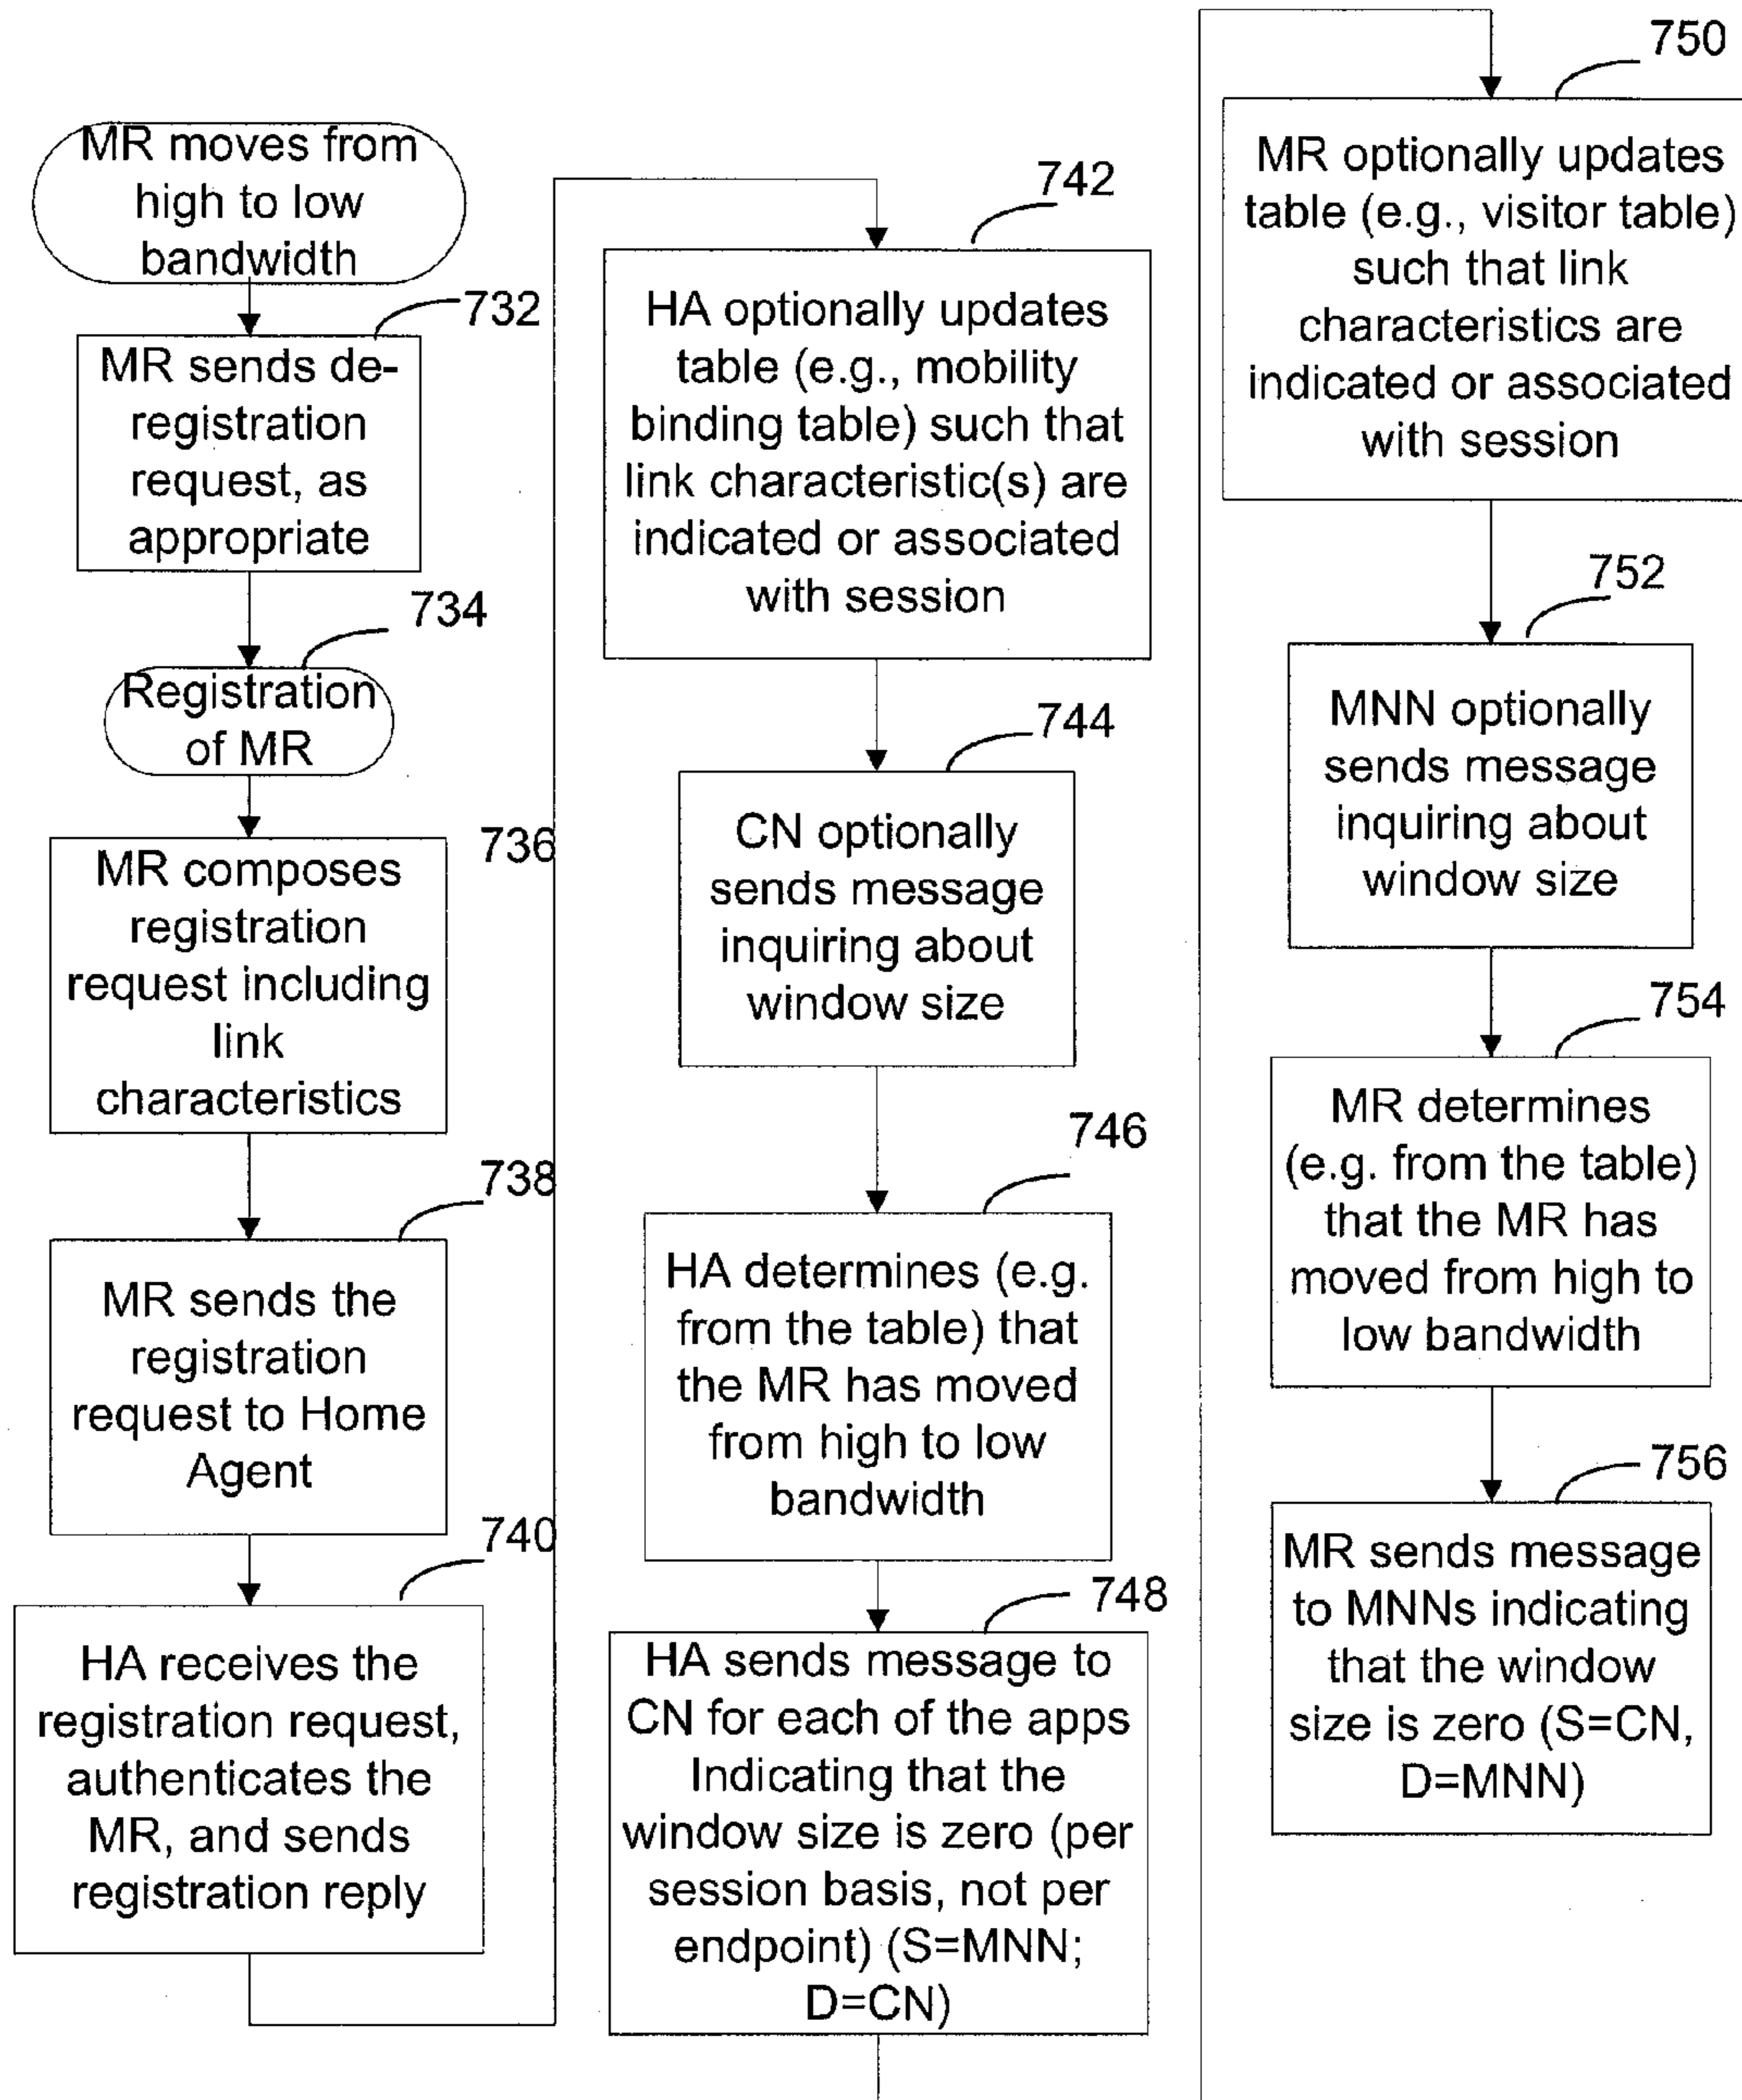 MR moves from
high to low
bandwidth
732
MR sends de-
registration
request, as
appropriate
734
Registration
of MR
736
MR composes
registration
request including
link
characteristics
738
MR sends the
registration
request to Home
Agent
740
HA receives the
registration request,
authenticates the
MR, and sends
registration reply
742
HA optionally updates
table (e.g., mobility
binding table) such that
link characteristic(s) are
indicated or associated
with session
744
CN optionally
sends message
inquiring about
window size
746
HA determines (e.g.
from the table) that
the MR has moved
from high to low
bandwidth
748
HA sends message to
CN for each of the apps
Indicating that the
window size is zero (per
session basis, not per
endpoint) (S=MNN;
D=CN)
750
MR optionally updates
table (e.g., visitor table)
such that link
characteristics are
indicated or associated
with session
752
MNN optionally
sends message
inquiring about
window size
754
MR determines
(e.g. from the table)
that the MR has
moved from high to
low bandwidth
756
MR sends message
to MNNs indicating
that the window
size is zero (S=CN,
D=MNN)